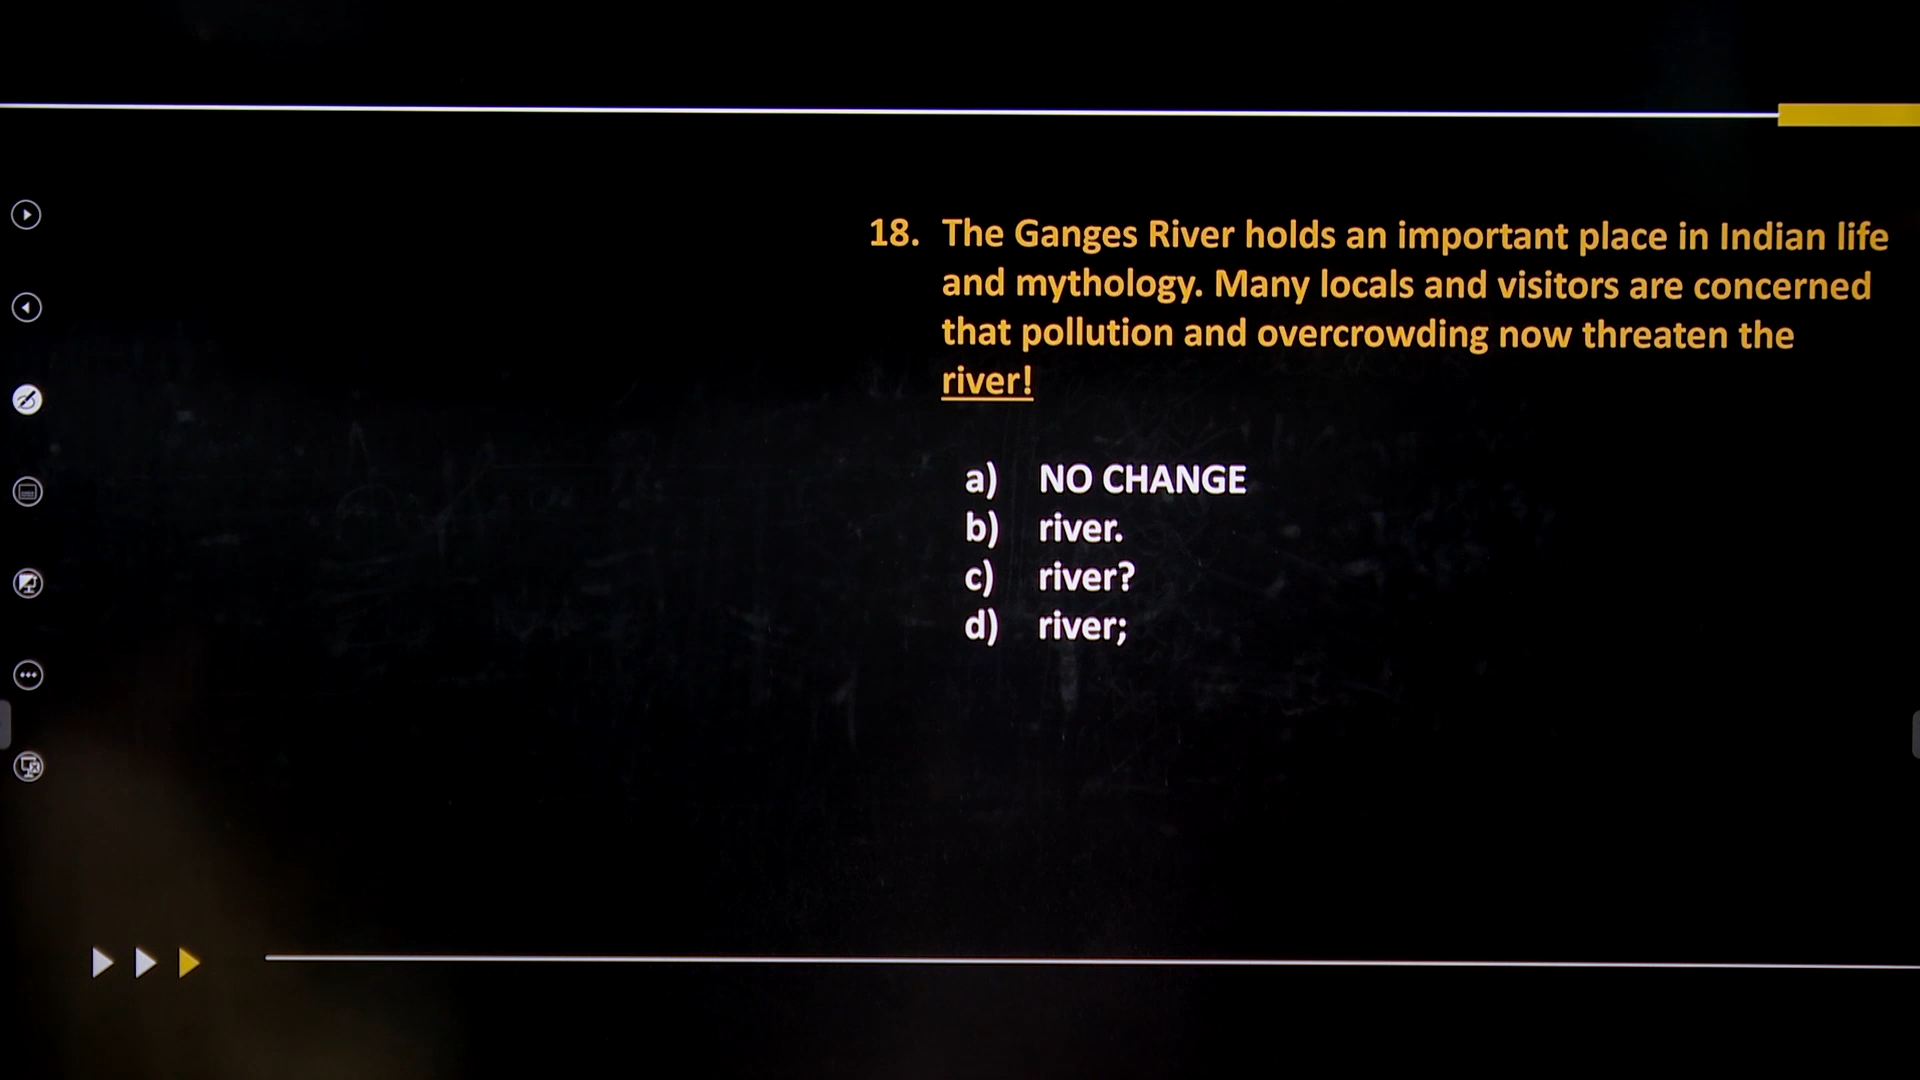 18. The Ganges River holds an important place in Indian life
and mythology. Many locals and visitors are concerned
that pollution and overcrowding now threaten the
river!
a) NO CHANGE
b) river.
c) river?
d) river;